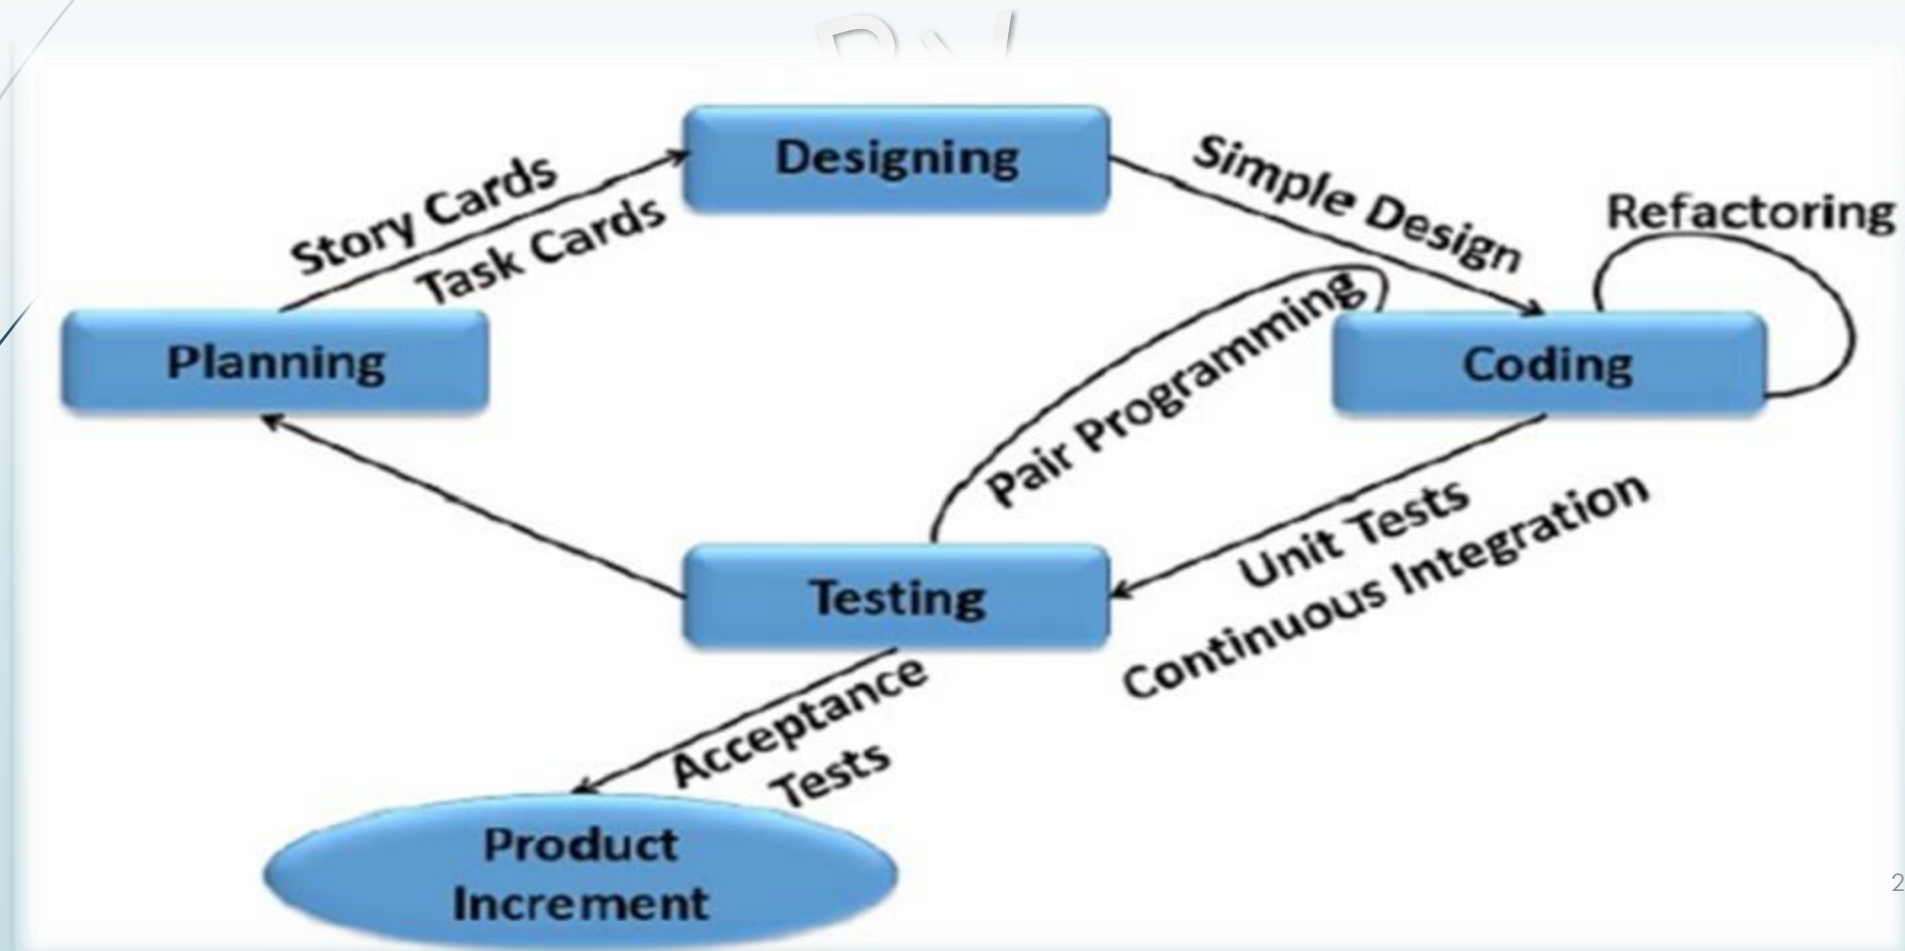 Designing
Simple Design
Refactoring
Story Cards
Task Cards
Planning
Coding
Pair Programming
Unit Tests
Continuous Integration
Testing
Acceptance
Tests
Product
Increment
2